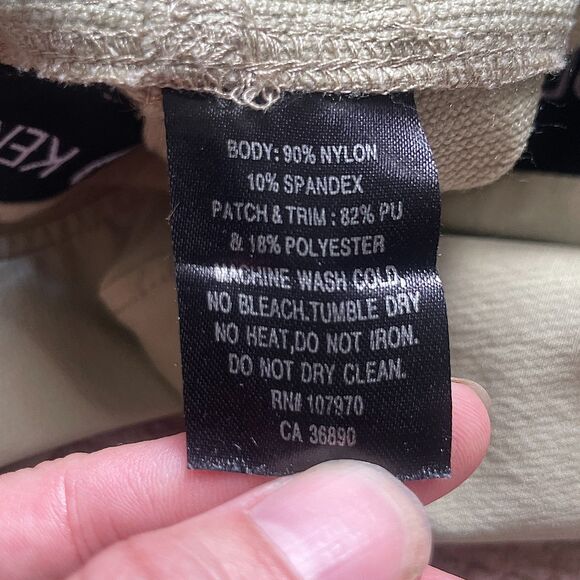 BODY: 90% NYLON
10% SPANDEX
PATCH & TRIM : 82% PU
& 18% POLYESTER
MACHINE WASH COLD.
NO BLEACH.TUMBLE DRY
NO HEAT,DO NOT IRON.
DO NOT DRY CLEAN.
RN# 107970
CA 36890